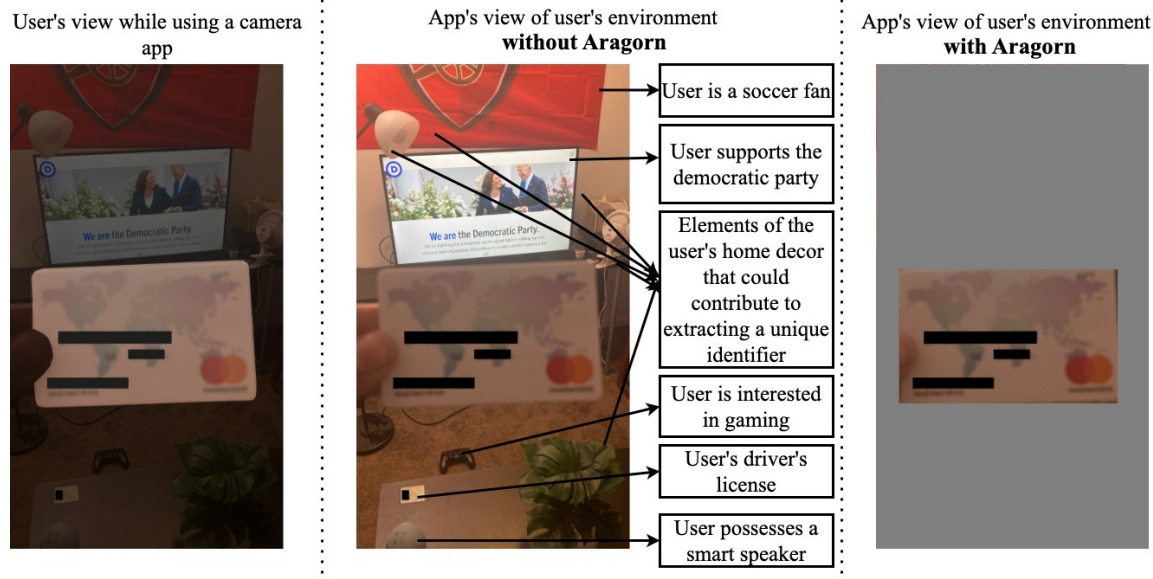 User's view while using a camera
app
App's view of user's environment
without Aragorn
App's view of user's environment
with Aragorn
We are the Democratic Party.
D
We are the Democratic Party.
User is a soccer fan
User supports the
democratic party
Elements of the
user's home decor
that could
contribute to
extracting a unique
identifier
User is interested
in gaming
User's driver's
license
User possesses a
smart speaker